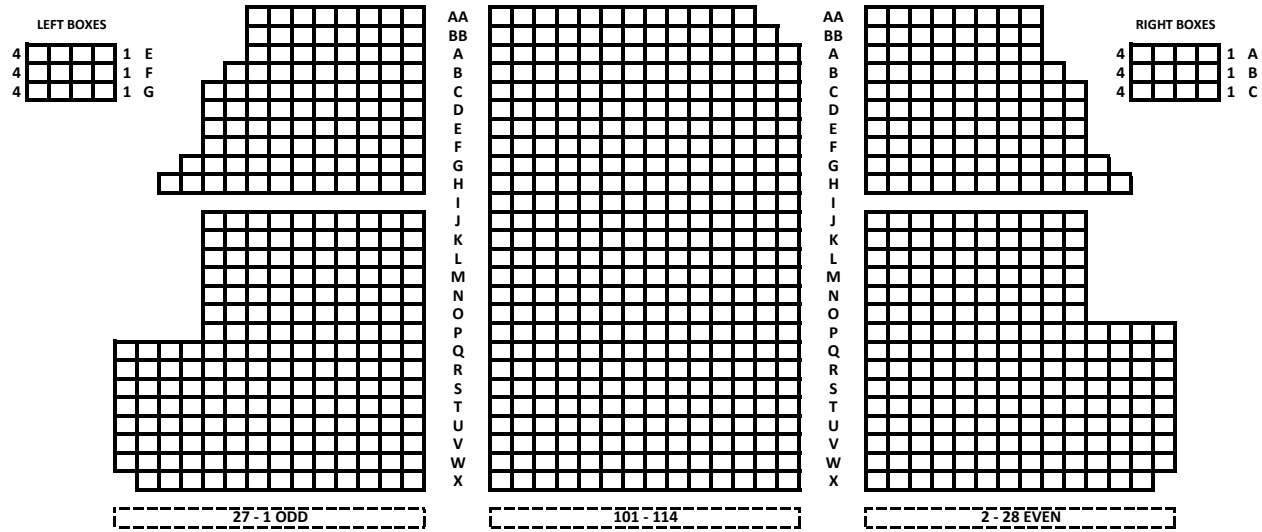 LEFT BOXES
4 1 E
4 1 F
4 1 G
AA
BB
A
B
C
D
E
F
G
H
I
J
K
L
M
N
O
P
Q
R
S
T
U
V
W
X
AA
BB
A
B
C
D
E
F
G
H
I
J
K
L
M
N
O
P
Q
R
S
T
U
V
W
X
RIGHT BOXES
4 1 A
4 1 B
4 1 C
27 - 1 ODD
101 - 114
2 - 28 EVEN